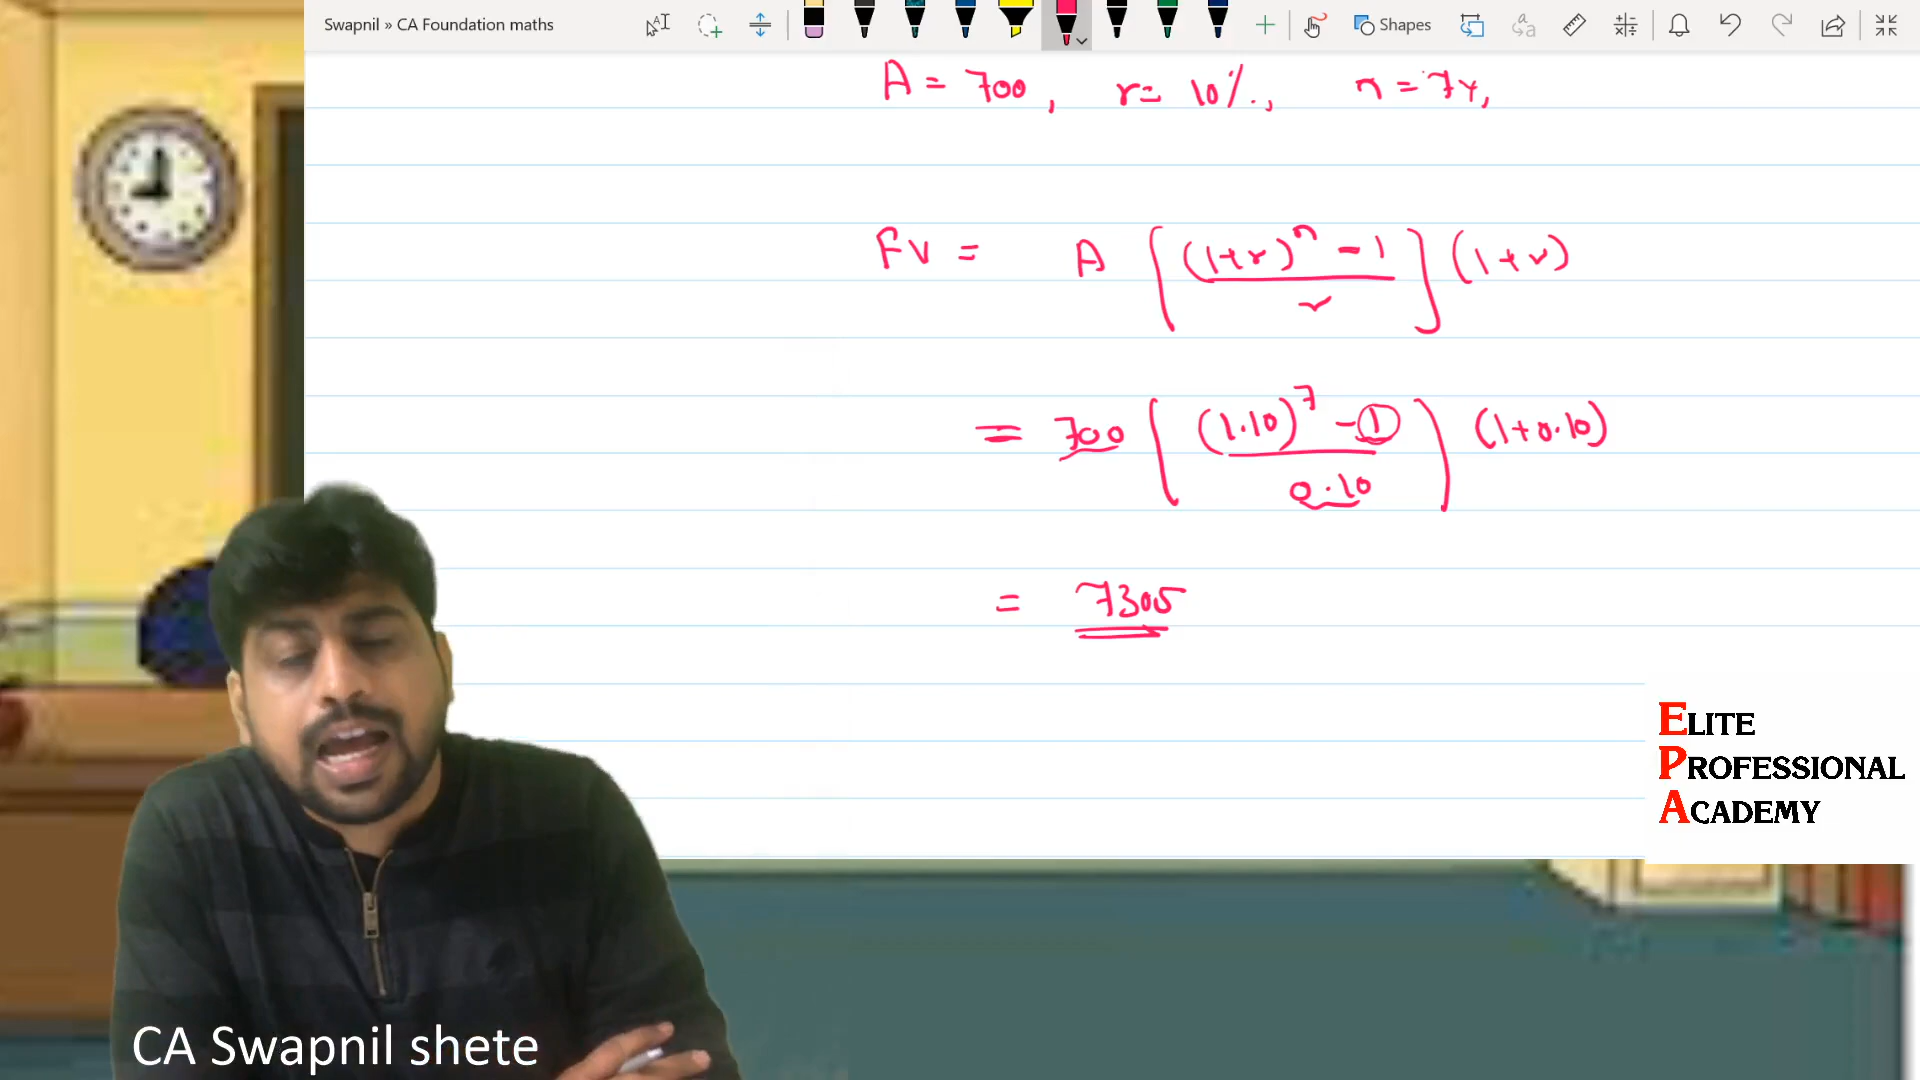 Swapnil » CA Foundation maths
Shapes
A = 700, r = 10%., n = 7y,
FV = A [ (1+r)^n - 1 / r ] (1+r)
= 700 [ (1.10)^7 - 1 / 0.10 ] (1+0.10)
= 7305
ELITE
PROFESSIONAL
ACADEMY
CA Swapnil shete